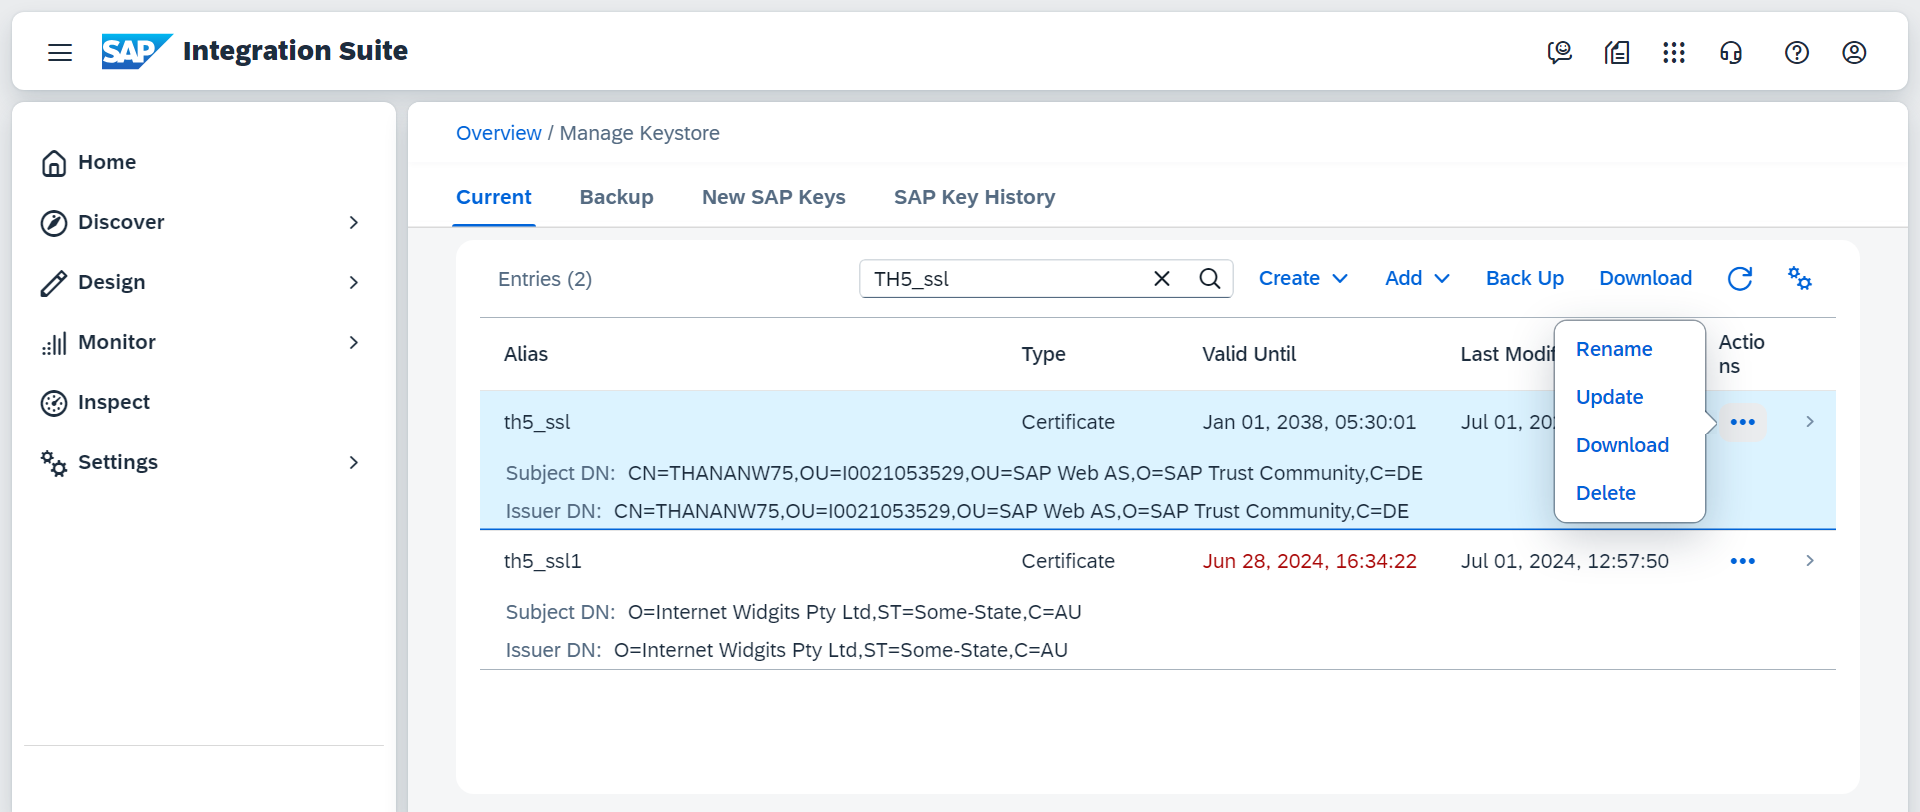 SAP Integration Suite
Home
Discover
Design
Monitor
Inspect
Settings
Overview / Manage Keystore
Current Backup New SAP Keys SAP Key History
Entries (2) TH5_ssl Create Add Back Up Download
Alias Type Valid Until Last Modif Actio
ns
th5_ssl Certificate Jan 01, 2038, 05:30:01 Jul 01, 20
Subject DN: CN=THANANW75,OU=I0021053529,OU=SAP Web AS,O=SAP Trust Community,C=DE
Issuer DN: CN=THANANW75,OU=I0021053529,OU=SAP Web AS,O=SAP Trust Community,C=DE
Rename
Update
Download
Delete
th5_ssl1 Certificate Jun 28, 2024, 16:34:22 Jul 01, 2024, 12:57:50
Subject DN: O=Internet Widgits Pty Ltd,ST=Some-State,C=AU
Issuer DN: O=Internet Widgits Pty Ltd,ST=Some-State,C=AU